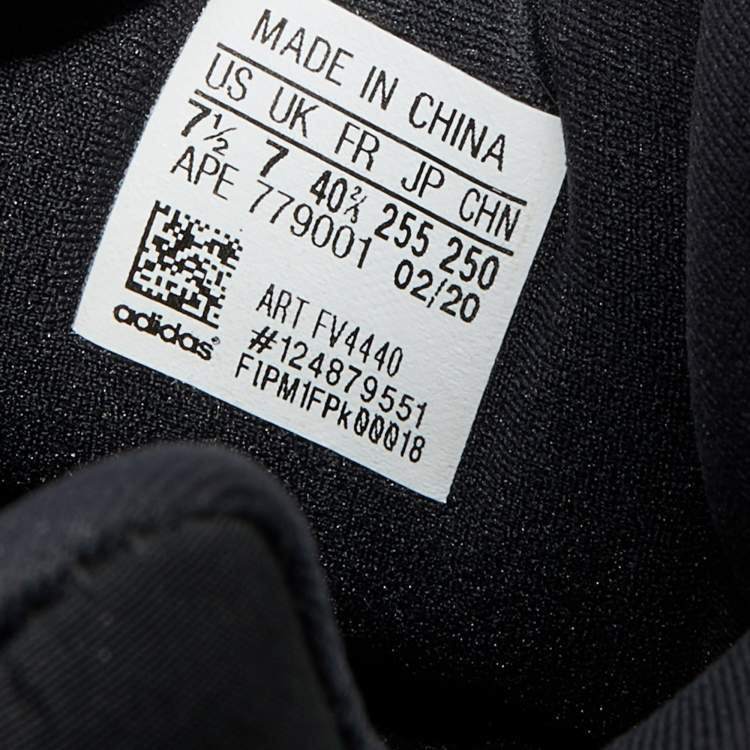 MADE IN CHINA
US UK FR JP CHN
7½ 7 40⅔ 255 250
APE 779001 02/20
ART FV4440
#124879551
F1PM1FPk00018
adidas®